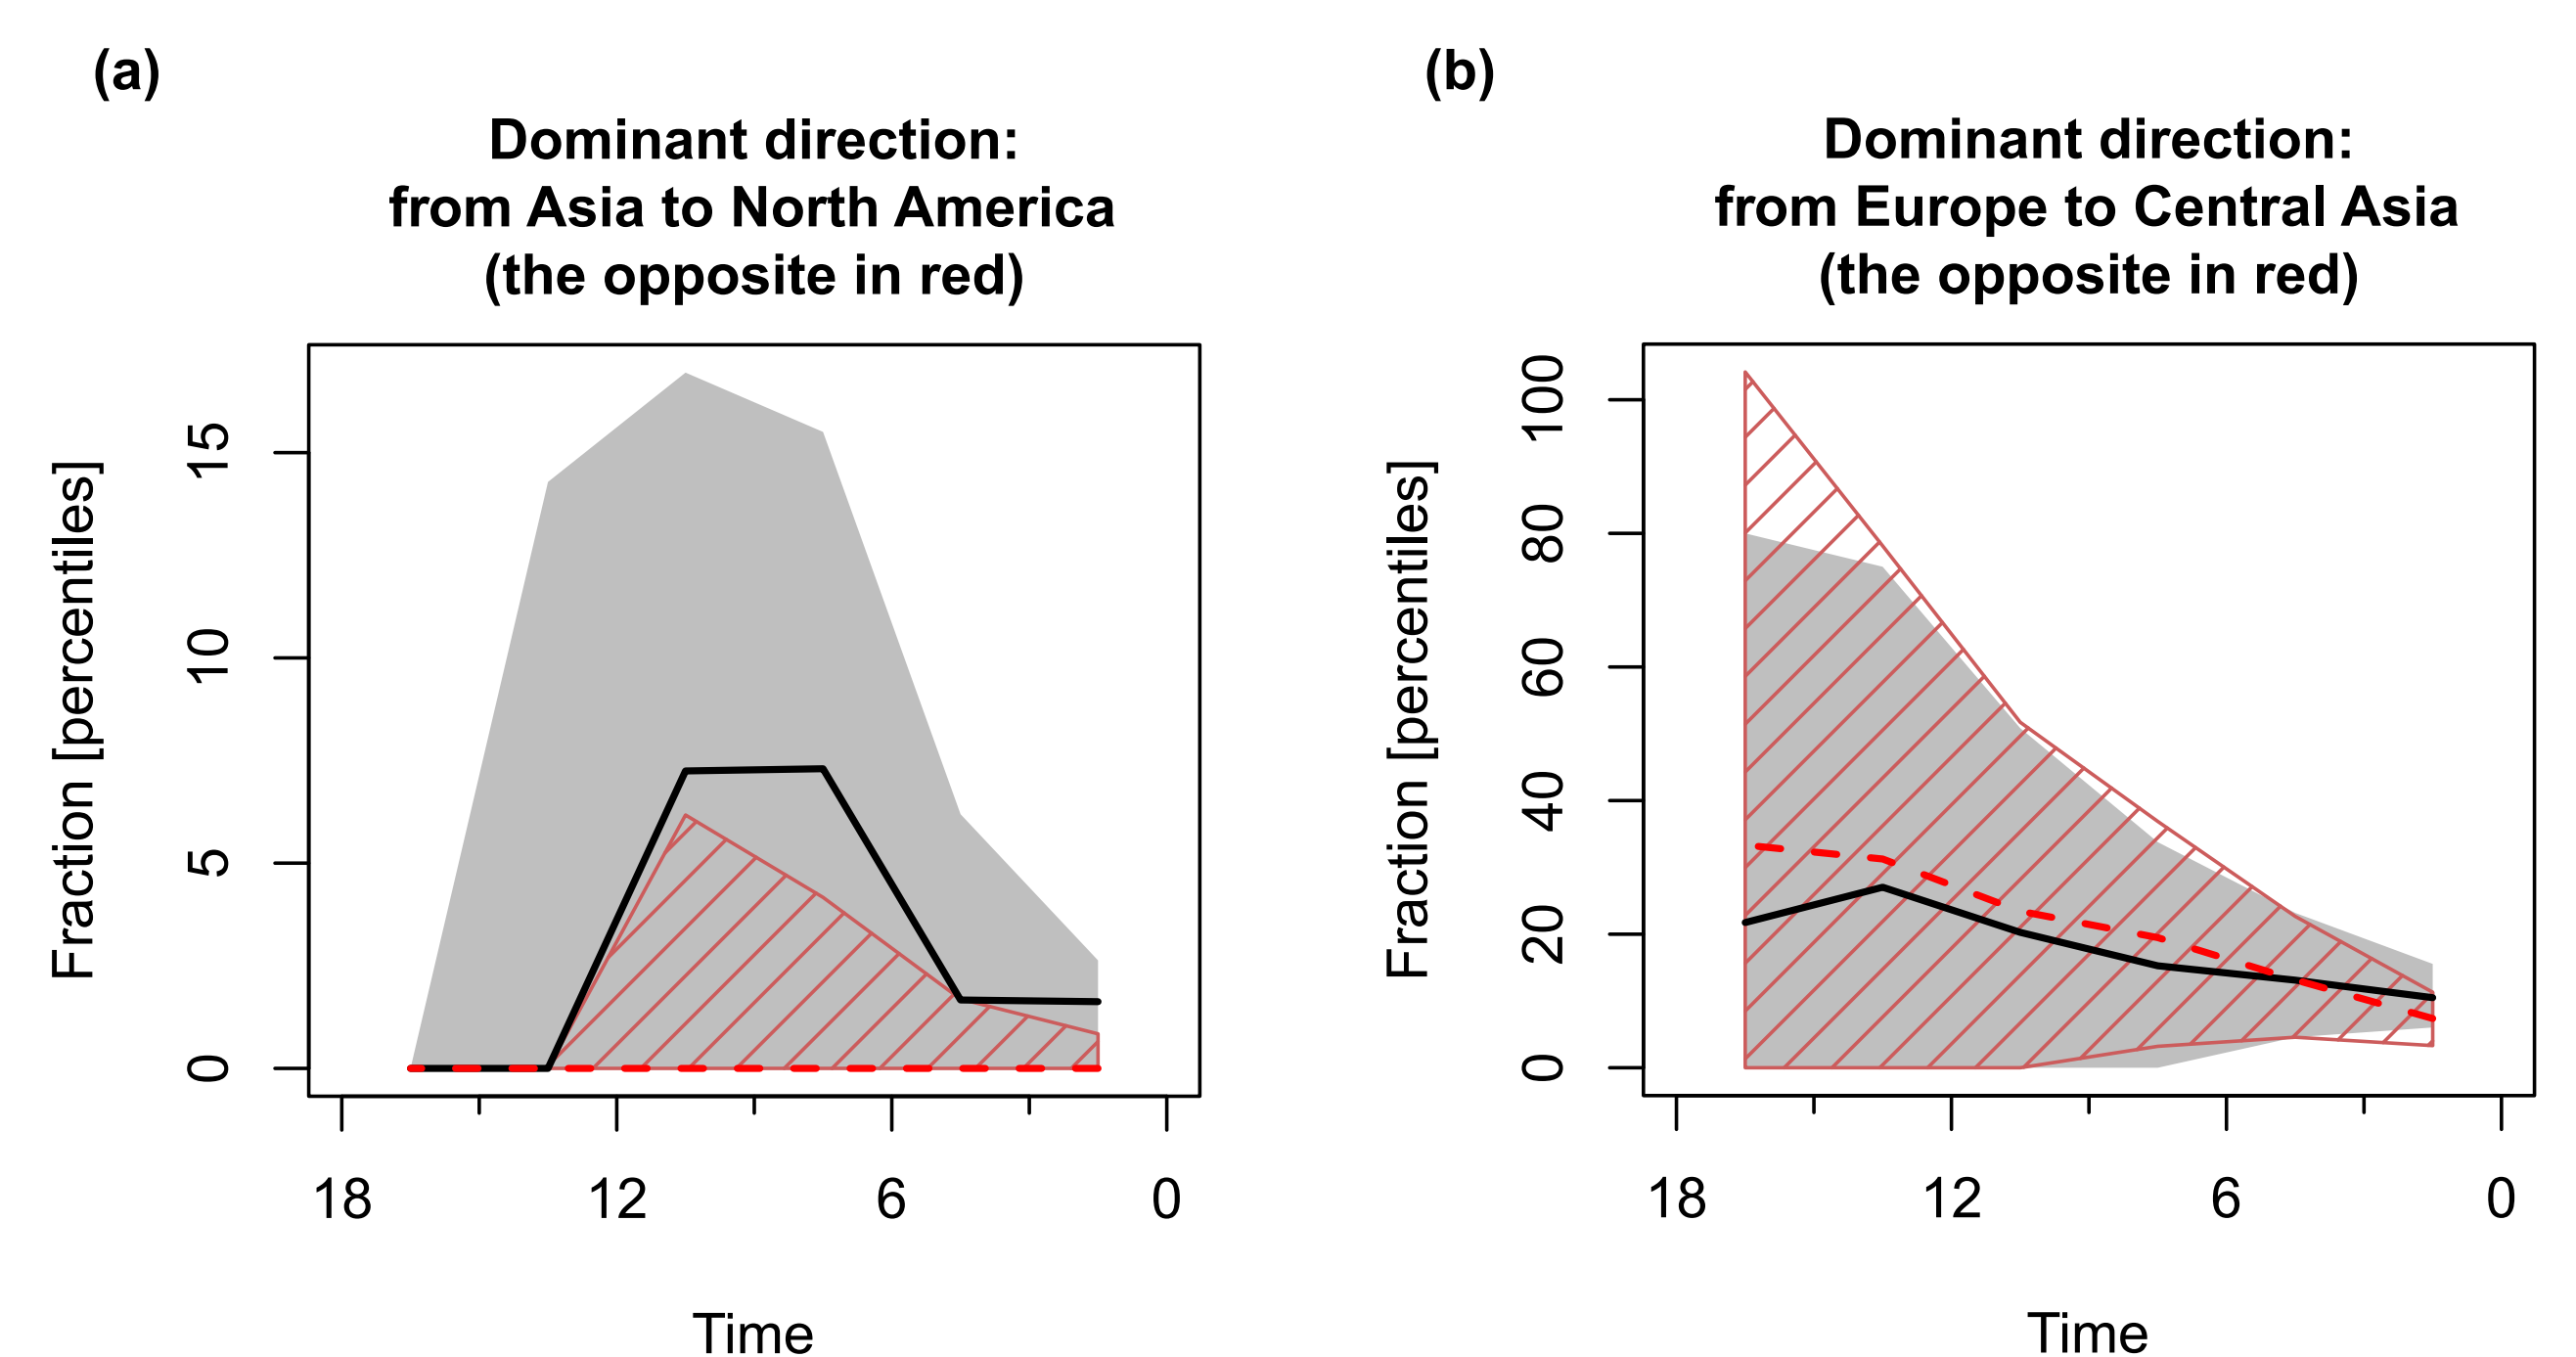 (a)
Dominant direction:
from Asia to North America
(the opposite in red)
Fraction [percentiles]
15
10
5
0
18 12 6 0
Time
(b)
Dominant direction:
from Europe to Central Asia
(the opposite in red)
Fraction [percentiles]
100
80
60
40
20
0
18 12 6 0
Time